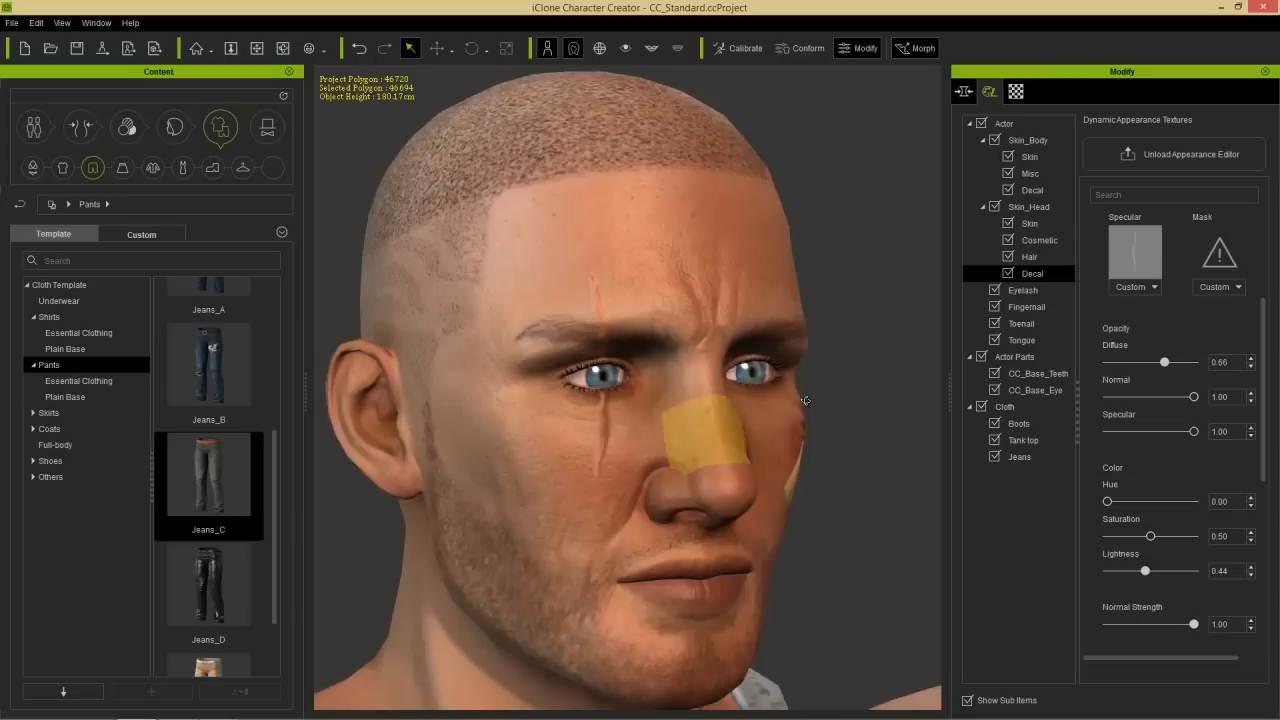 iClone Character Creator - CC_Standard.ccProject
File Edit View Window Help
Calibrate Conform Modify Morph
Content
Pants
Template Custom
Search
Cloth Template
Underwear
Shirts
Essential Clothing
Plain Base
Pants
Essential Clothing
Plain Base
Skirts
Coats
Full-body
Shoes
Others
Jeans_A
Jeans_B
Jeans_C
Jeans_D
Project Polygon : 46720
Selected Polygon : 46694
Object Height : 180.17cm
Modify
Actor
Skin_Body
Skin
Misc
Decal
Skin_Head
Skin
Cosmetic
Hair
Decal
Eyelash
Fingernail
Toenail
Tongue
Actor Parts
CC_Base_Teeth
CC_Base_Eye
Cloth
Boots
Tank top
Jeans
Show Sub Items
Dynamic Appearance Textures
Unload Appearance Editor
Search
Specular Mask
Custom Custom
Opacity
Diffuse
0.66
Normal
1.00
Specular
1.00
Color
Hue
0.00
Saturation
0.50
Lightness
0.44
Normal Strength
1.00